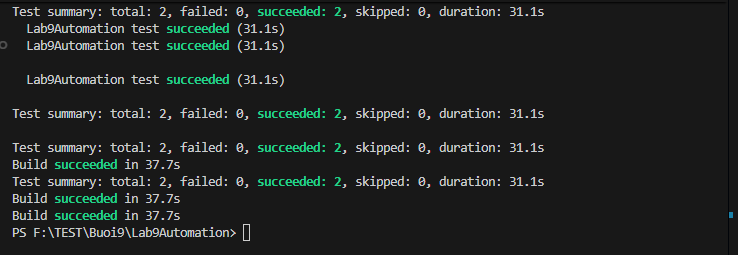 Test summary: total: 2, failed: 0, succeeded: 2, skipped: 0, duration: 31.1s
Lab9Automation test succeeded (31.1s)
Lab9Automation test succeeded (31.1s)
Lab9Automation test succeeded (31.1s)
Test summary: total: 2, failed: 0, succeeded: 2, skipped: 0, duration: 31.1s
Test summary: total: 2, failed: 0, succeeded: 2, skipped: 0, duration: 31.1s
Build succeeded in 37.7s
Test summary: total: 2, failed: 0, succeeded: 2, skipped: 0, duration: 31.1s
Build succeeded in 37.7s
Build succeeded in 37.7s
PS F:\TEST\Buoi9\Lab9Automation>